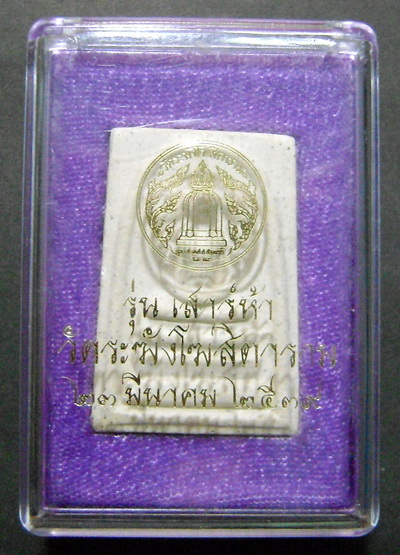 รุ่น เสาร์ห้า
วัดระฆังโฆสิตาราม
๒๓ มีนาคม ๒๕๓๙